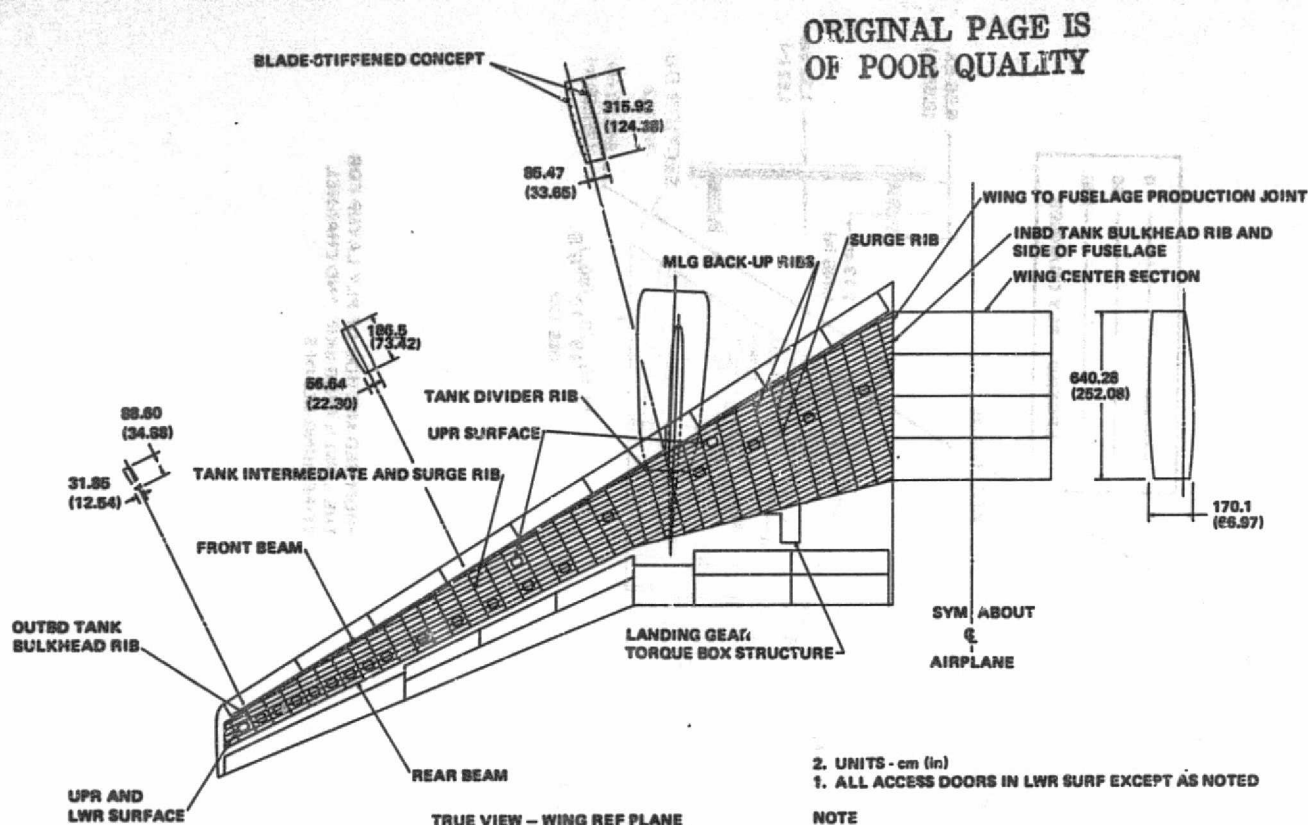 ORIGINAL PAGE IS
OF POOR QUALITY
BLADE-STIFFENED CONCEPT
315.92
(124.38)
85.47
(33.65)
WING TO FUSELAGE PRODUCTION JOINT
INBD TANK BULKHEAD RIB AND
SIDE OF FUSELAGE
WING CENTER SECTION
SURGE RIB
MLG BACK-UP RIBS
186.5
(73.42)
56.64
(22.30)
TANK DIVIDER RIB
UPR SURFACE
TANK INTERMEDIATE AND SURGE RIB
640.28
(252.08)
170.1
(66.97)
88.60
(34.88)
31.85
(12.54)
FRONT BEAM
OUTBD TANK
BULKHEAD RIB
LANDING GEAR
TORQUE BOX STRUCTURE
SYM ABOUT
℄
AIRPLANE
REAR BEAM
UPR AND
LWR SURFACE
TRUE VIEW – WING REF PLANE
2. UNITS - cm (in)
1. ALL ACCESS DOORS IN LWR SURF EXCEPT AS NOTED
NOTE